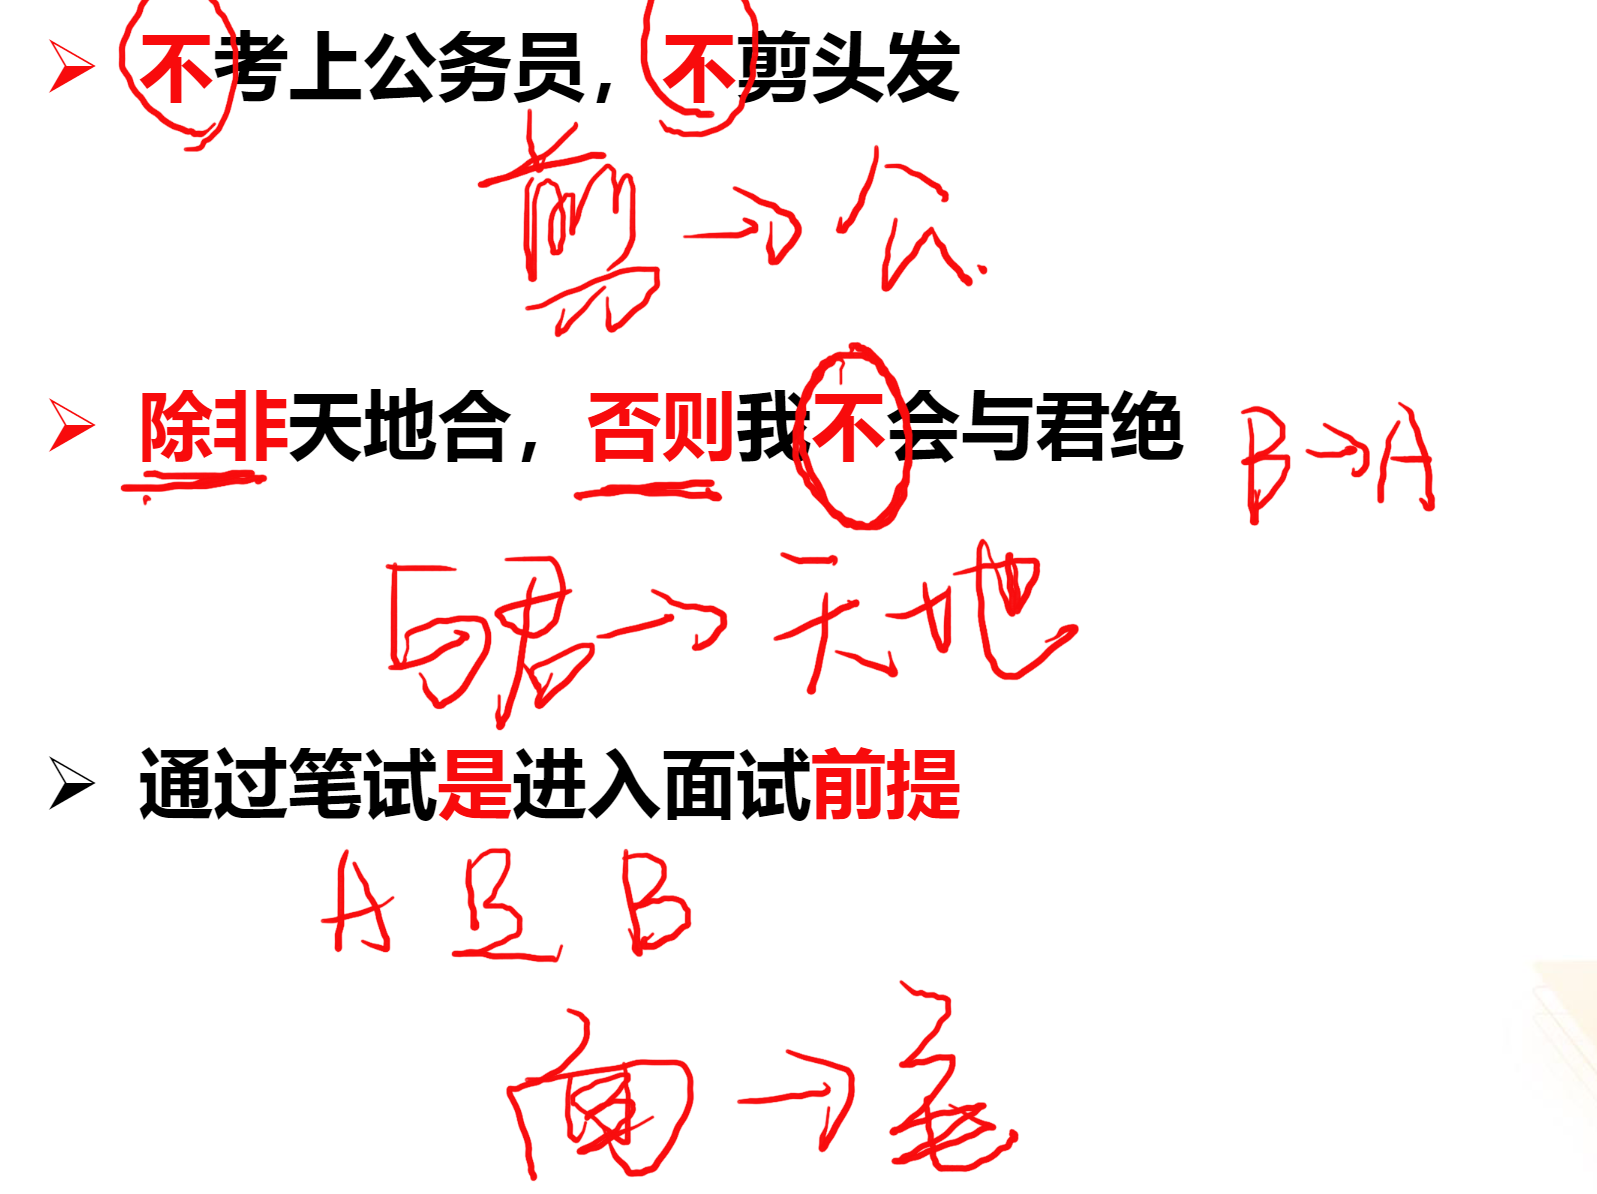 不考上公务员，不剪头发
剪→公
除非天地合，否则我不会与君绝 B→A
与君→天地
通过笔试是进入面试前提
A 是 B
面→笔